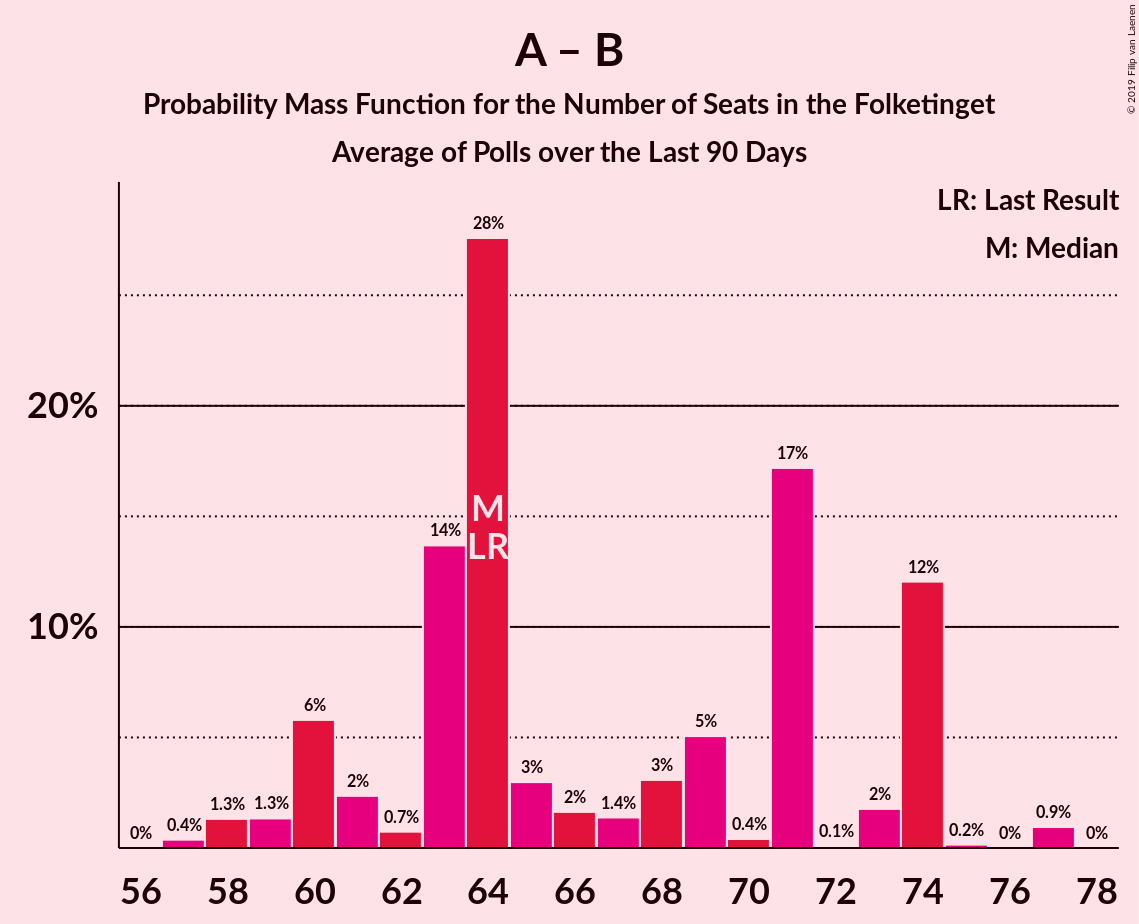 A – B
Probability Mass Function for the Number of Seats in the Folketinget
Average of Polls over the Last 90 Days
© 2019 Filip van Laenen
LR: Last Result
M: Median
20%
10%
0%
0.4%
1.3%
1.3%
6%
2%
0.7%
14%
28%
M
LR
3%
2%
1.4%
3%
5%
0.4%
17%
0.1%
2%
12%
0.2%
0%
0.9%
0%
56 58 60 62 64 66 68 70 72 74 76 78